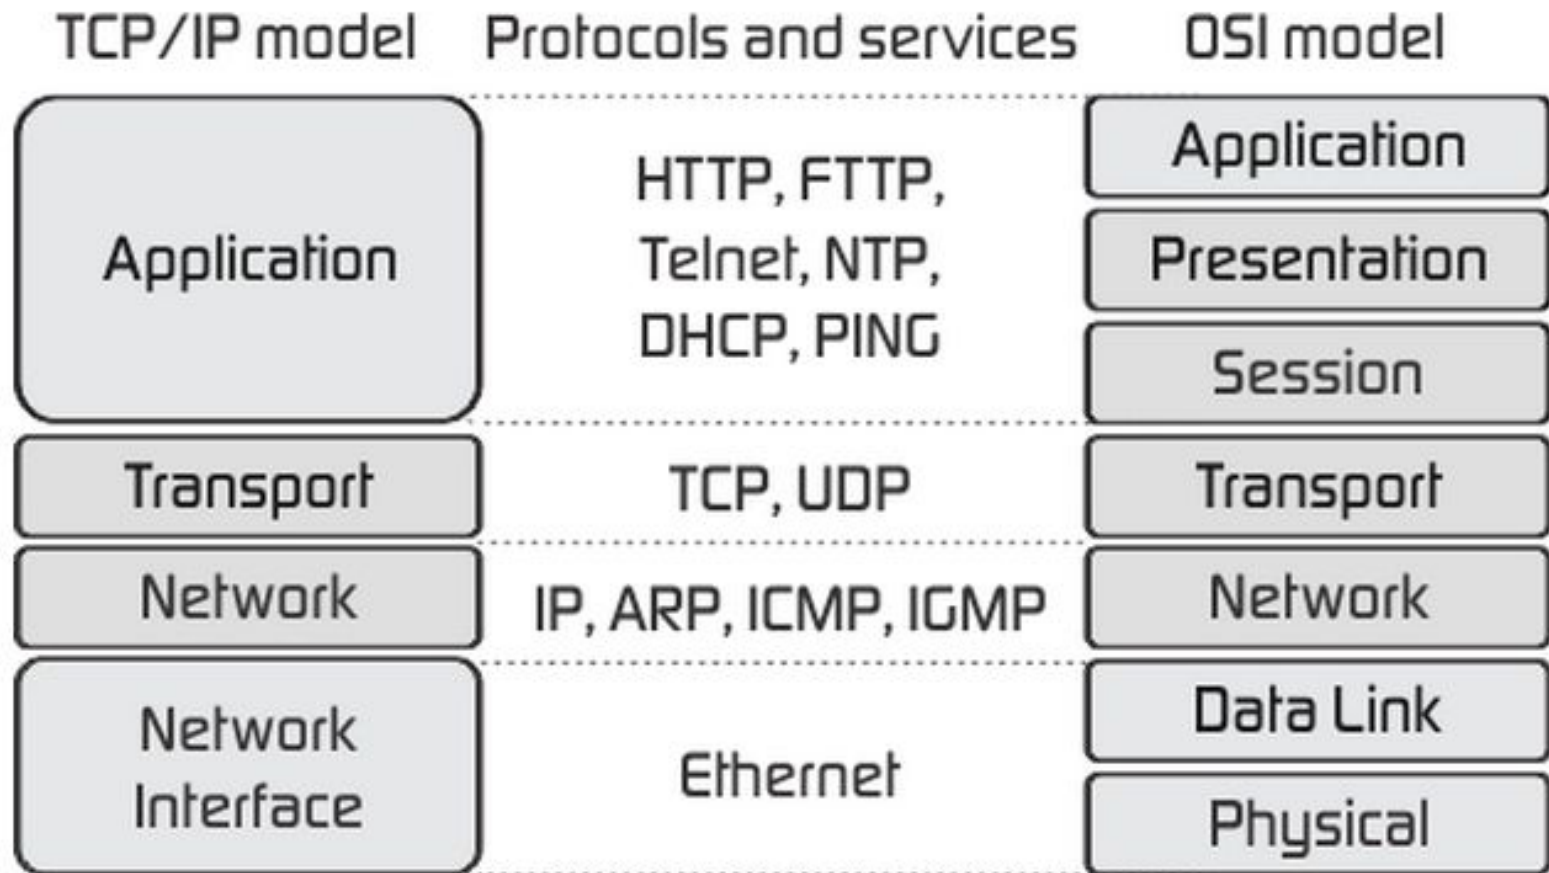 TCP/IP model
Protocols and services
OSI model
Application
HTTP, FTTP,
Telnet, NTP,
DHCP, PING
Application
Presentation
Session
Transport
TCP, UDP
Transport
Network
IP, ARP, ICMP, IGMP
Network
Network
Interface
Ethernet
Data Link
Physical